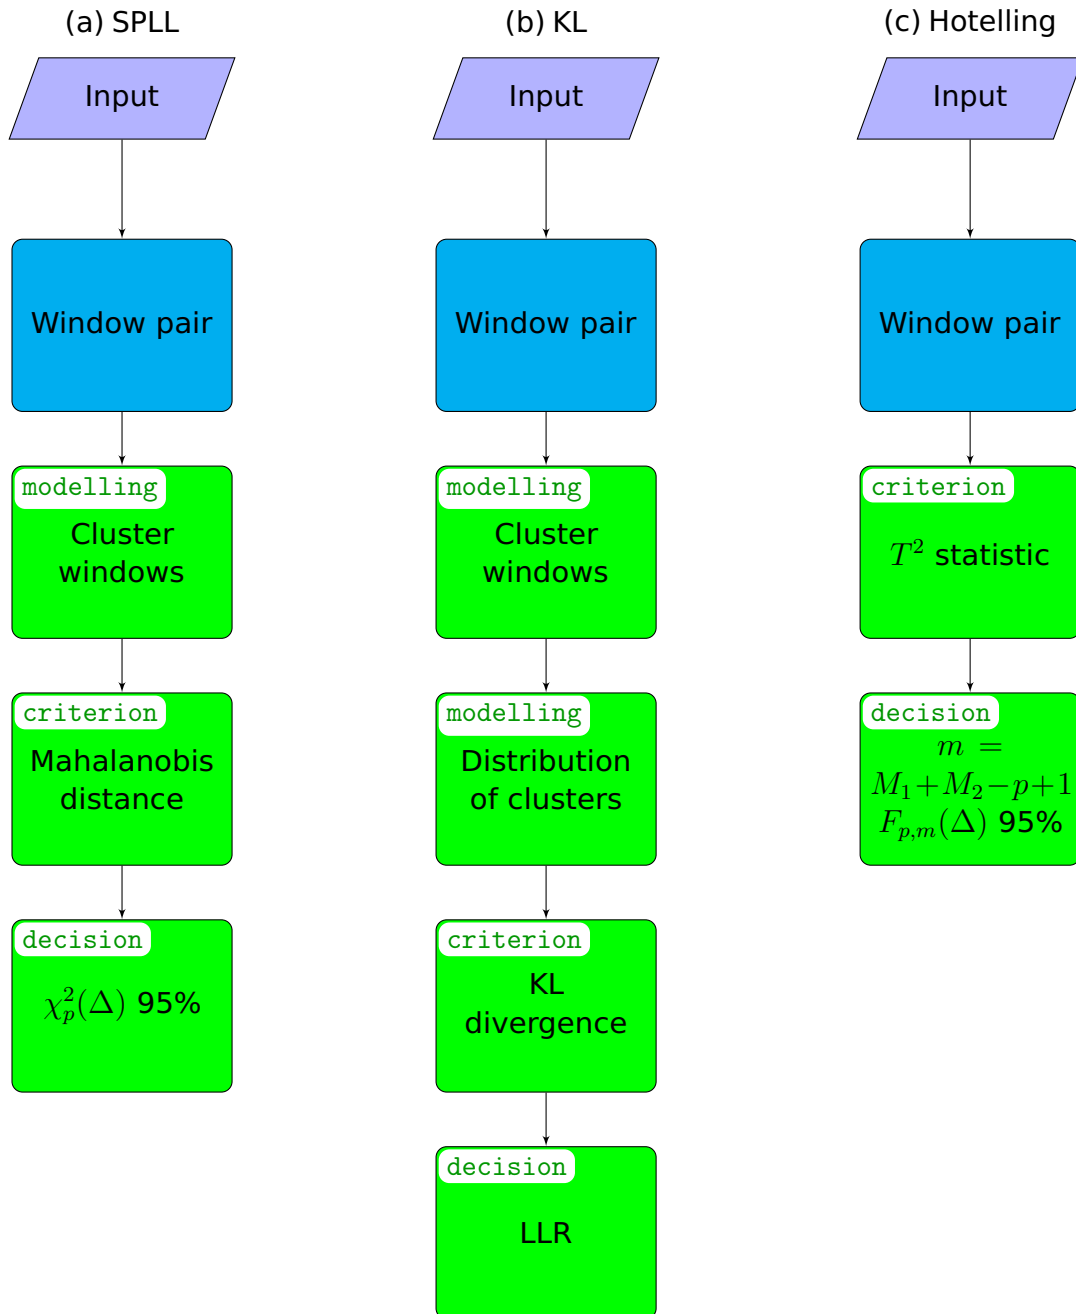 (a) SPLL
Input
Window pair
modelling
Cluster
windows
criterion
Mahalanobis
distance
decision
χ²ₚ(Δ) 95%
(b) KL
Input
Window pair
modelling
Cluster
windows
modelling
Distribution
of clusters
criterion
KL
divergence
decision
LLR
(c) Hotelling
Input
Window pair
criterion
T² statistic
decision
m =
M₁+M₂−p+1
Fₚ,ₘ(Δ) 95%